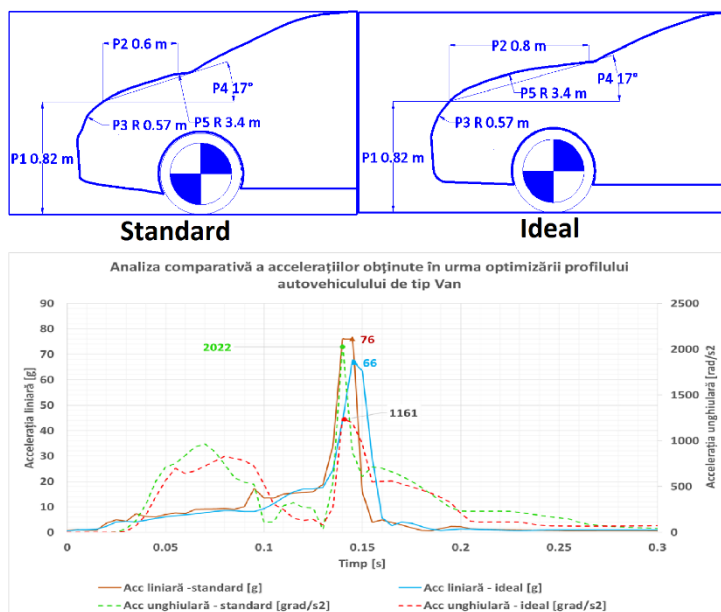 P2 0.6 m
P4 17°
P5 R 3.4 m
P3 R 0.57 m
P1 0.82 m
Standard
P2 0.8 m
P4 17°
P5 R 3.4 m
P3 R 0.57 m
P1 0.82 m
Ideal
Analiza comparativă a accelerațiilor obținute în urma optimizării profilului
autovehiculului de tip Van
Accelerația liniară [g]
90
80
70
60
50
40
30
20
10
0
2022
76
66
1161
2500
2000
1500
1000
500
0
Accelerația unghiulară [rad/s2]
0
0.05
0.1
0.15
0.2
0.25
0.3
Timp [s]
Acc liniară -standard [g]
Acc liniară - ideal [g]
Acc unghiulară - standard [grad/s2]
Acc unghiulară - ideal [grad/s2]